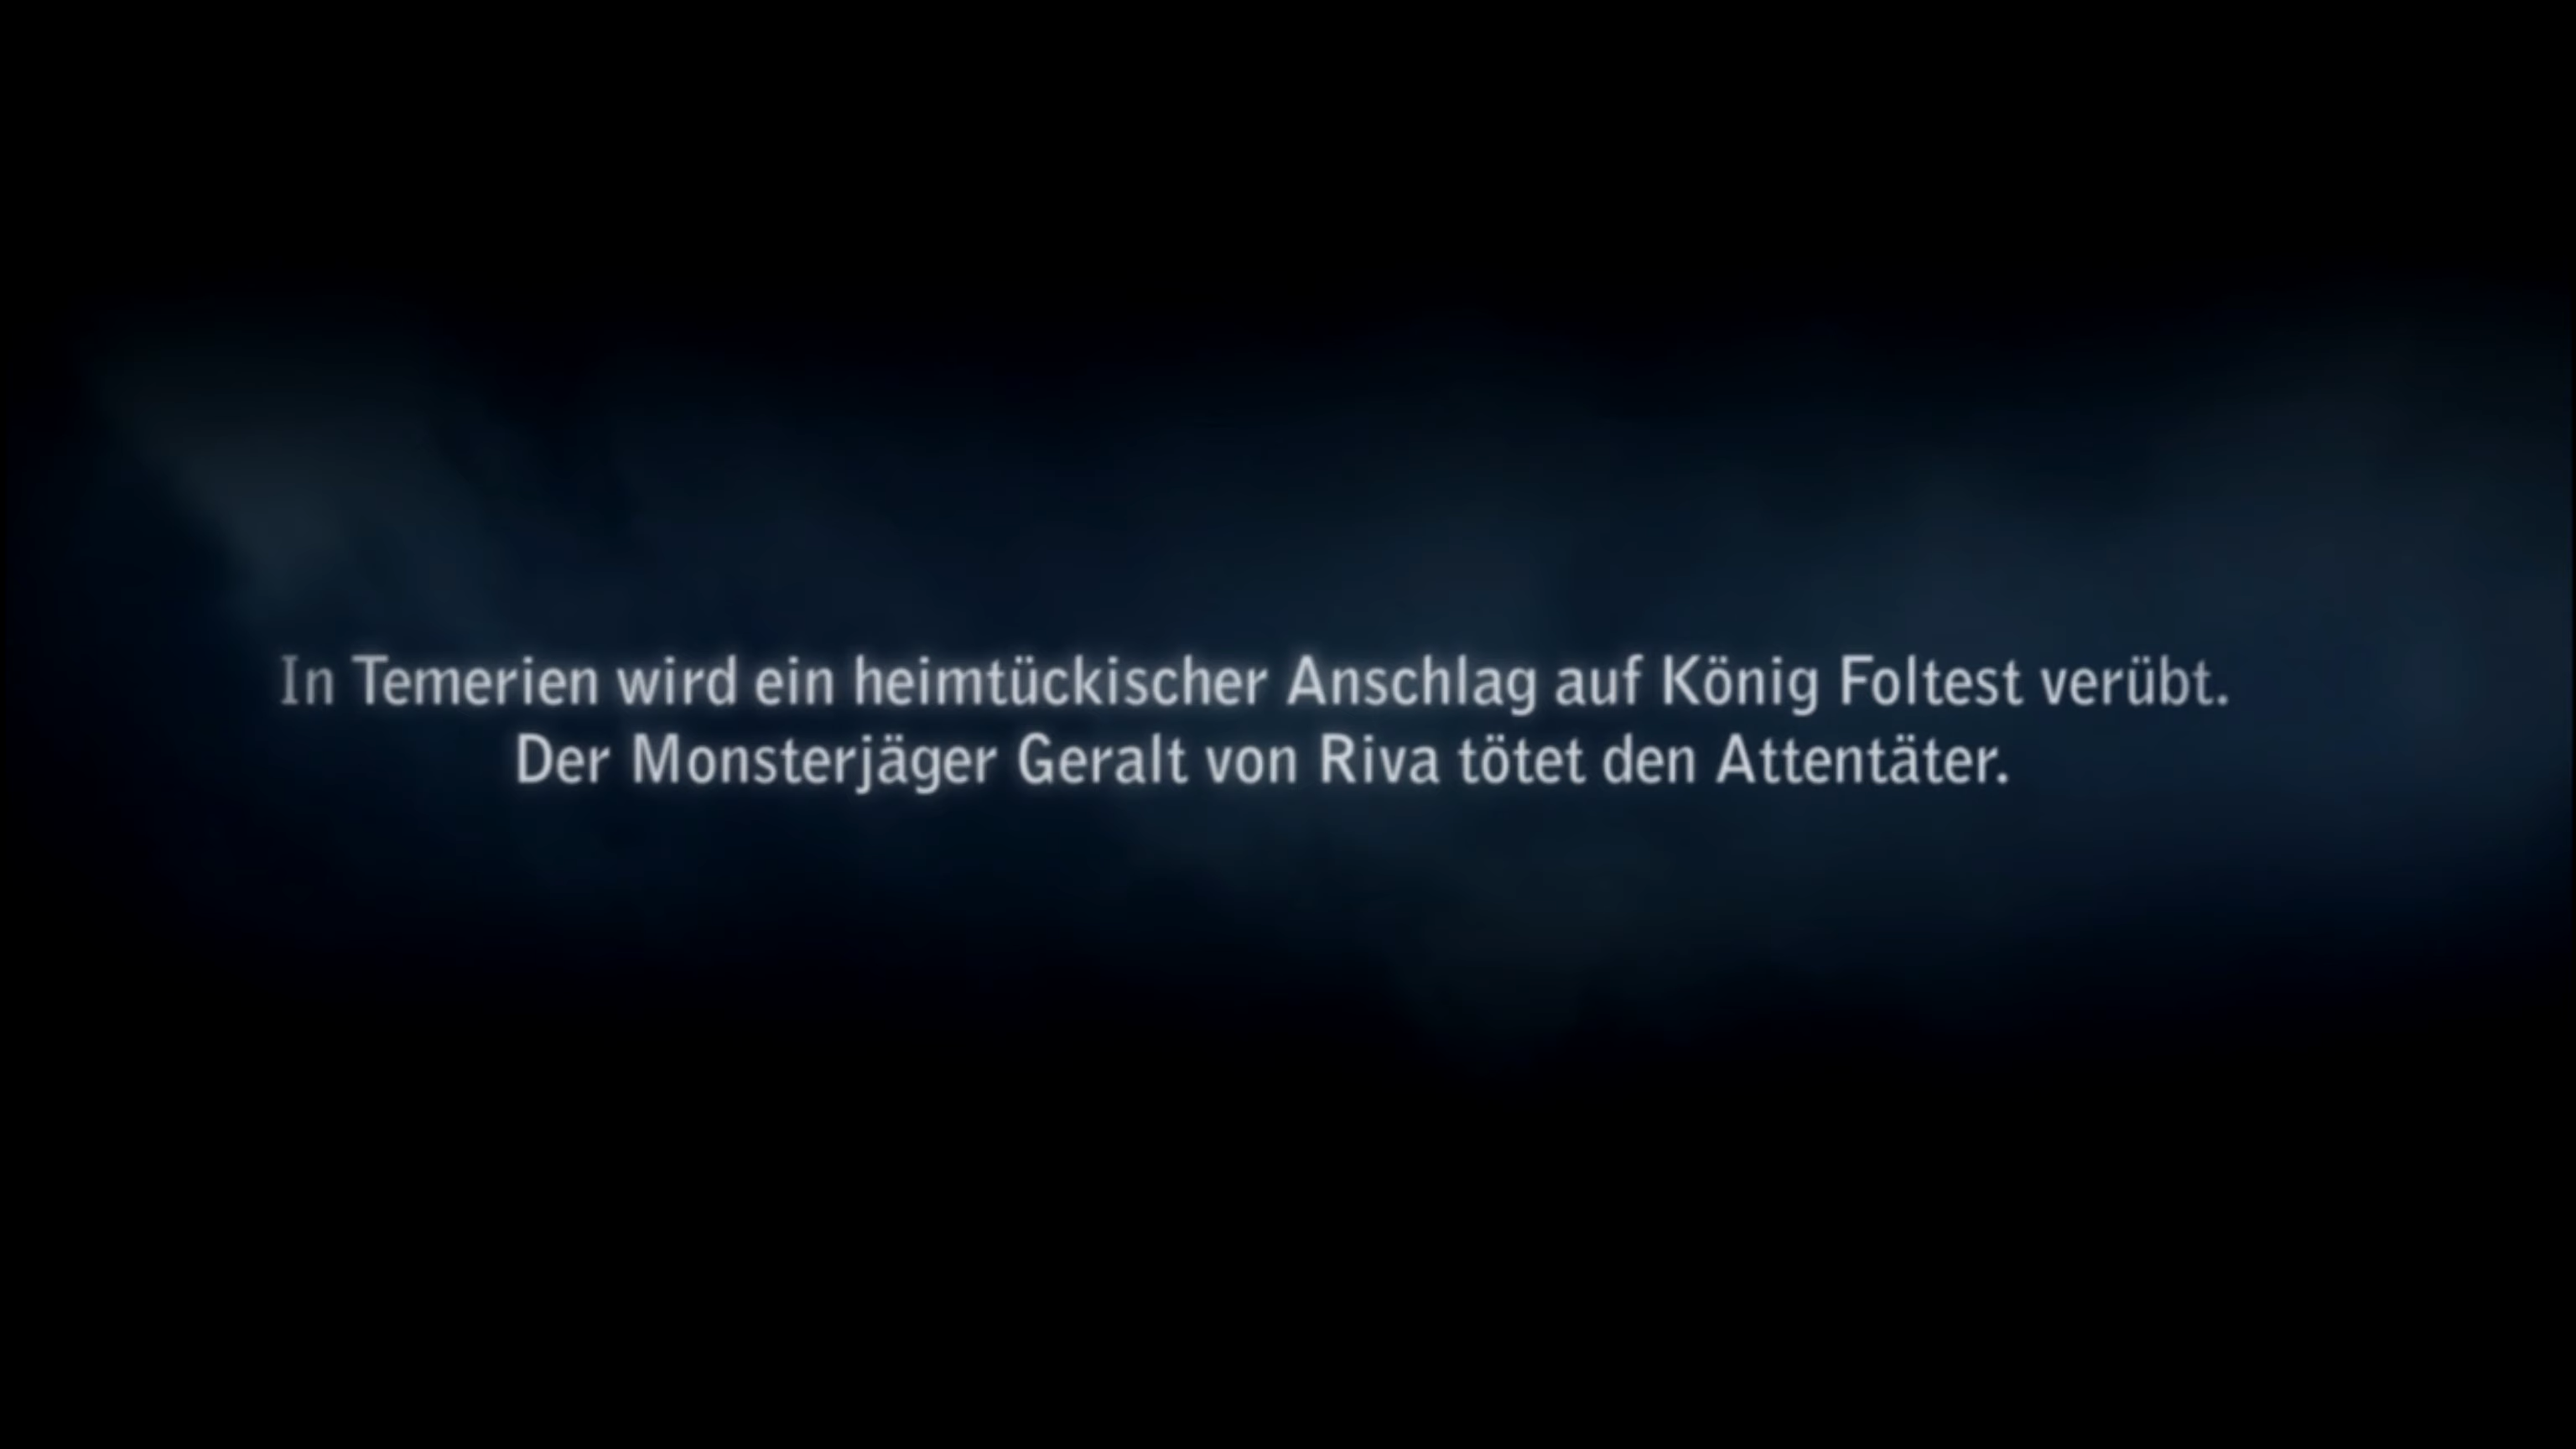 In Temerien wird ein heimtückischer Anschlag auf König Foltest verübt.
Der Monsterjäger Geralt von Riva tötet den Attentäter.